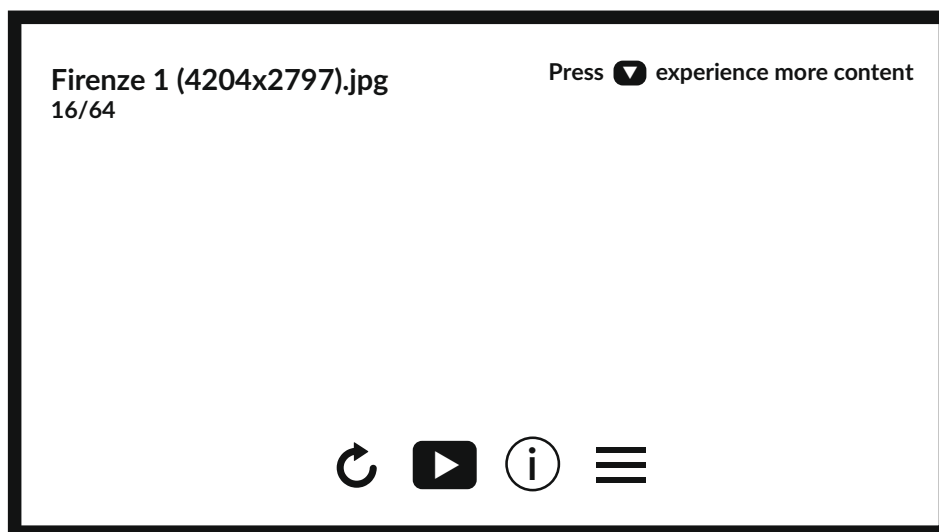 Firenze 1 (4204x2797).jpg
16/64
Press ▼ experience more content